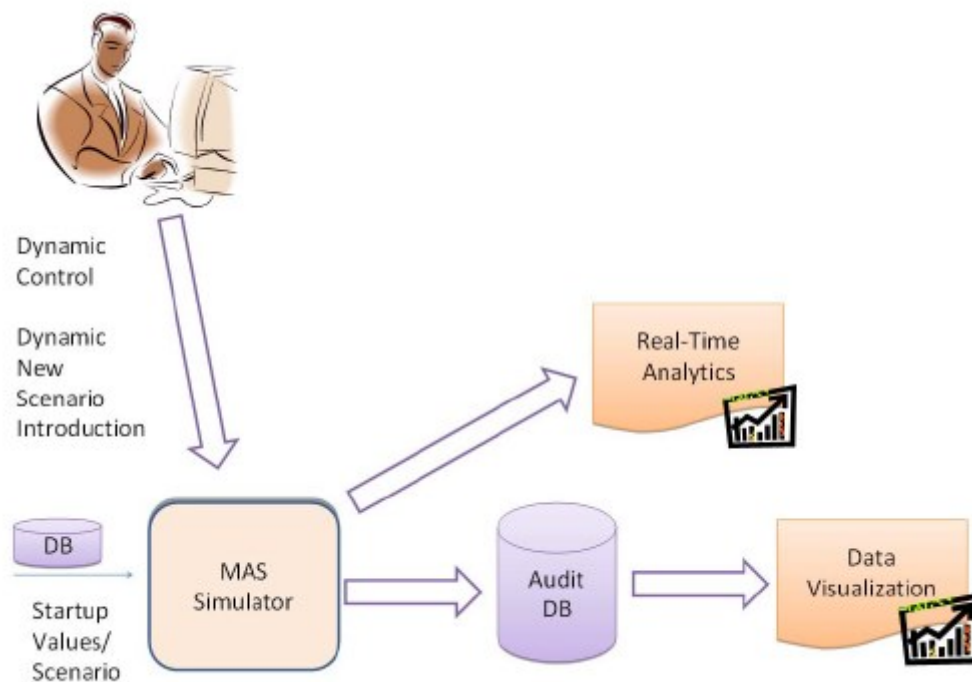 Dynamic
Control
Dynamic
New
Scenario
Introduction
Real-Time
Analytics
DB
MAS
Simulator
Audit
DB
Data
Visualization
Startup
Values/
Scenario